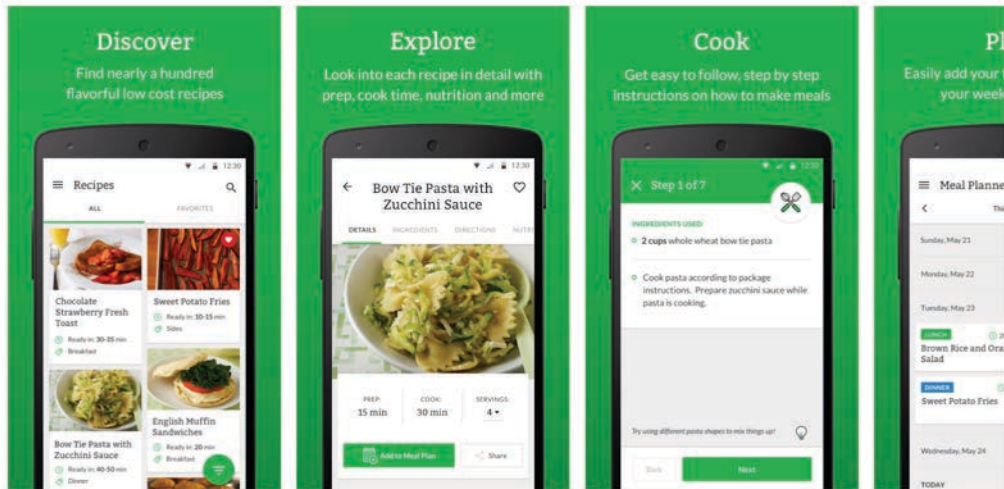 Discover
Find nearly a hundred
flavorful low cost recipes
12:30
Recipes
ALL
FAVORITES
Chocolate
Strawberry Fresh
Toast
Ready in: 30-35 min
Breakfast
Sweet Potato Fries
Ready in: 10-15 min
Sides
Bow Tie Pasta with
Zucchini Sauce
Ready in: 40-50 min
Dinner
English Muffin
Sandwiches
Ready in: 20 min
Breakfast
Explore
Look into each recipe in detail with
prep, cook time, nutrition and more
12:30
Bow Tie Pasta with
Zucchini Sauce
DETAILS
INGREDIENTS
DIRECTIONS
NUTRI
PREP:
15 min
COOK:
30 min
SERVINGS:
4
Add to Meal Plan
Share
Cook
Get easy to follow, step by step
instructions on how to make meals
12:30
Step 1 of 7
INGREDIENTS USED:
2 cups whole wheat bow tie pasta
Cook pasta according to package
instructions. Prepare zucchini sauce while
pasta is cooking.
Try using different pasta shapes to mix things up!
Back
Next
Pl
Easily add your
your week
Meal Planne
Sunday, May 21
Monday, May 22
Tuesday, May 23
LUNCH
Brown Rice and Ora
Salad
DINNER
Sweet Potato Fries
Wednesday, May 24
TODAY